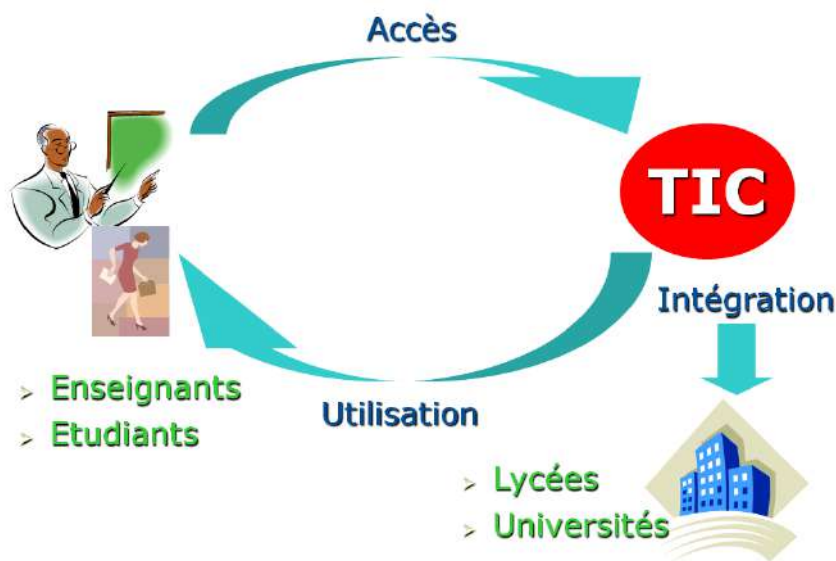 Accès
TIC
Intégration
Enseignants
Etudiants
Utilisation
Lycées
Universités